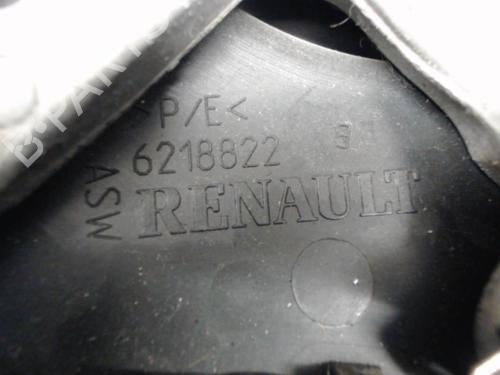 >P/E<
6218822
ASW
RENAULT
B-PARTS